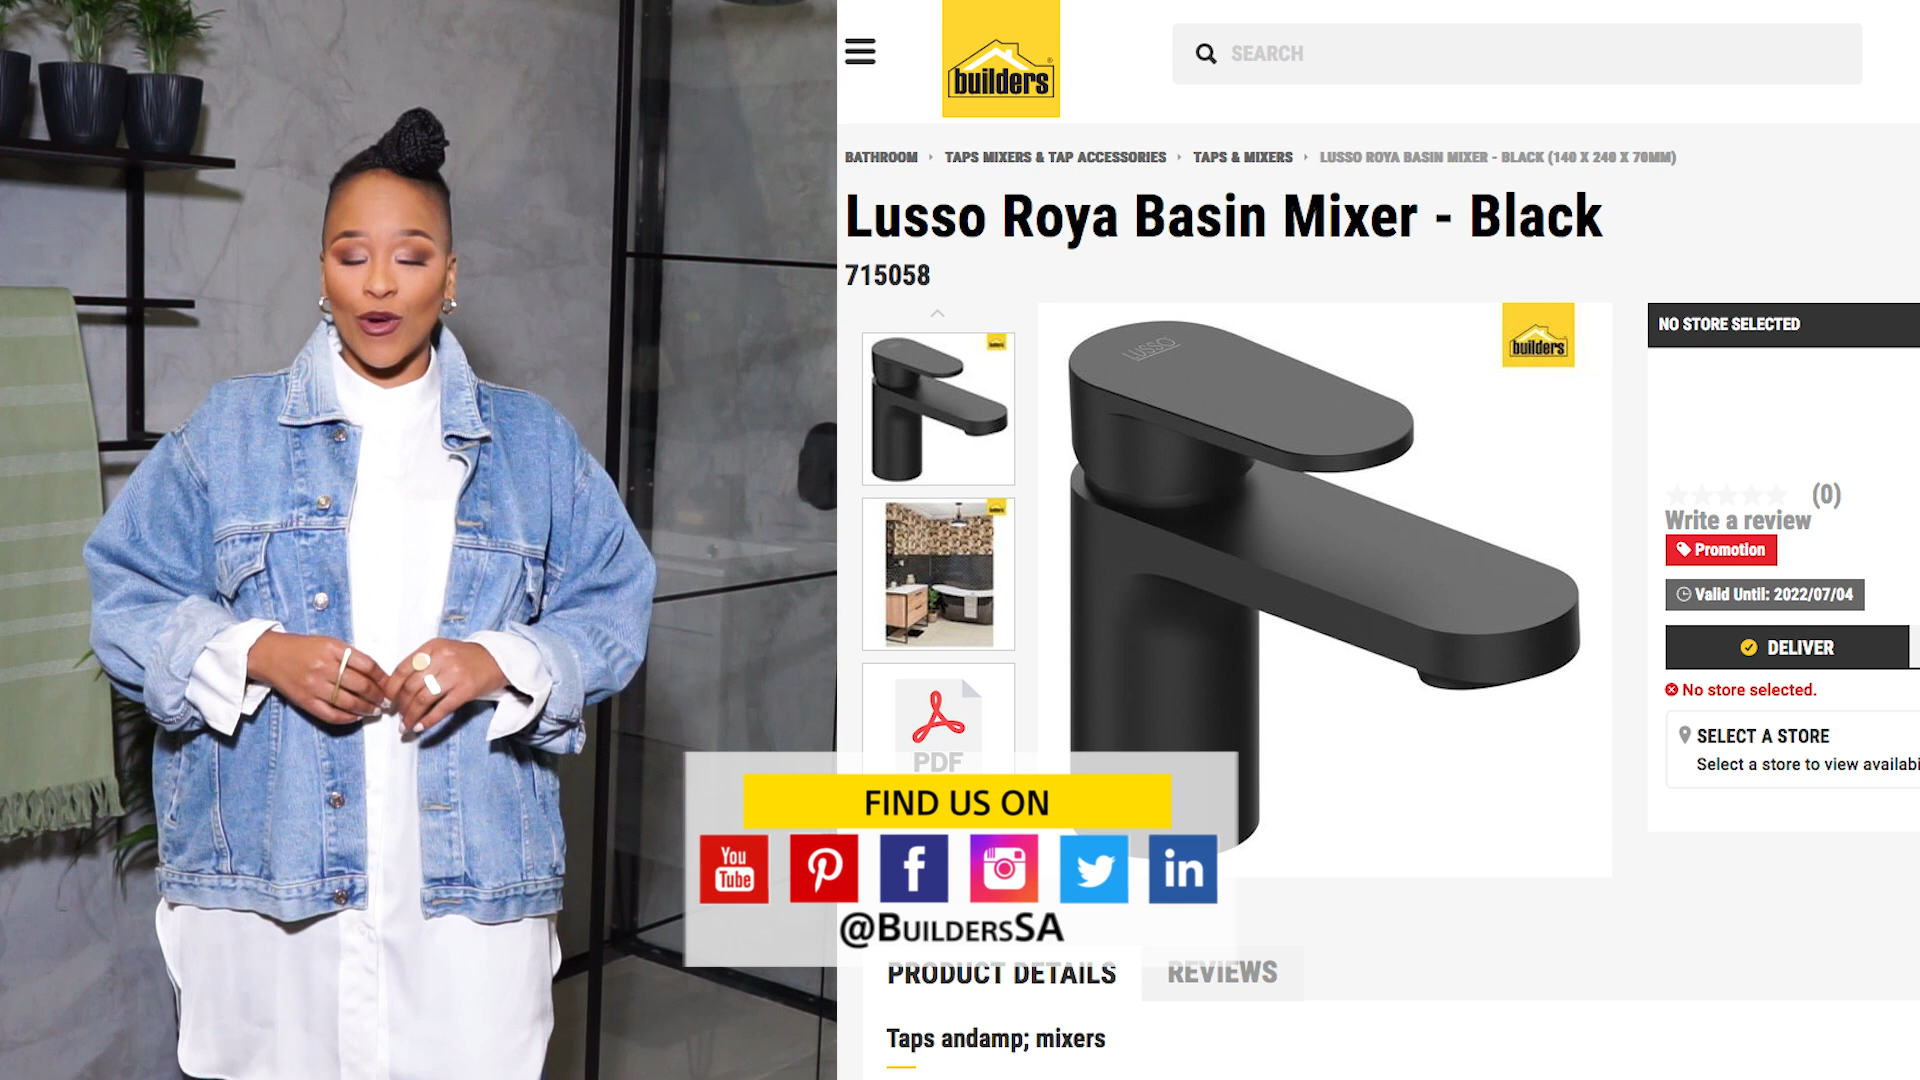 builders
SEARCH
BATHROOM › TAPS MIXERS & TAP ACCESSORIES › TAPS & MIXERS › LUSSO ROYA BASIN MIXER - BLACK (140 X 240 X 70MM)
Lusso Roya Basin Mixer - Black
715058
builders
LUSSO
builders
NO STORE SELECTED
(0)
Write a review
Promotion
Valid Until: 2022/07/04
DELIVER
No store selected.
SELECT A STORE
Select a store to view availabi
PDF
FIND US ON
You Tube
@BUILDERSSA
PRODUCT DETAILS
REVIEWS
Taps andamp; mixers